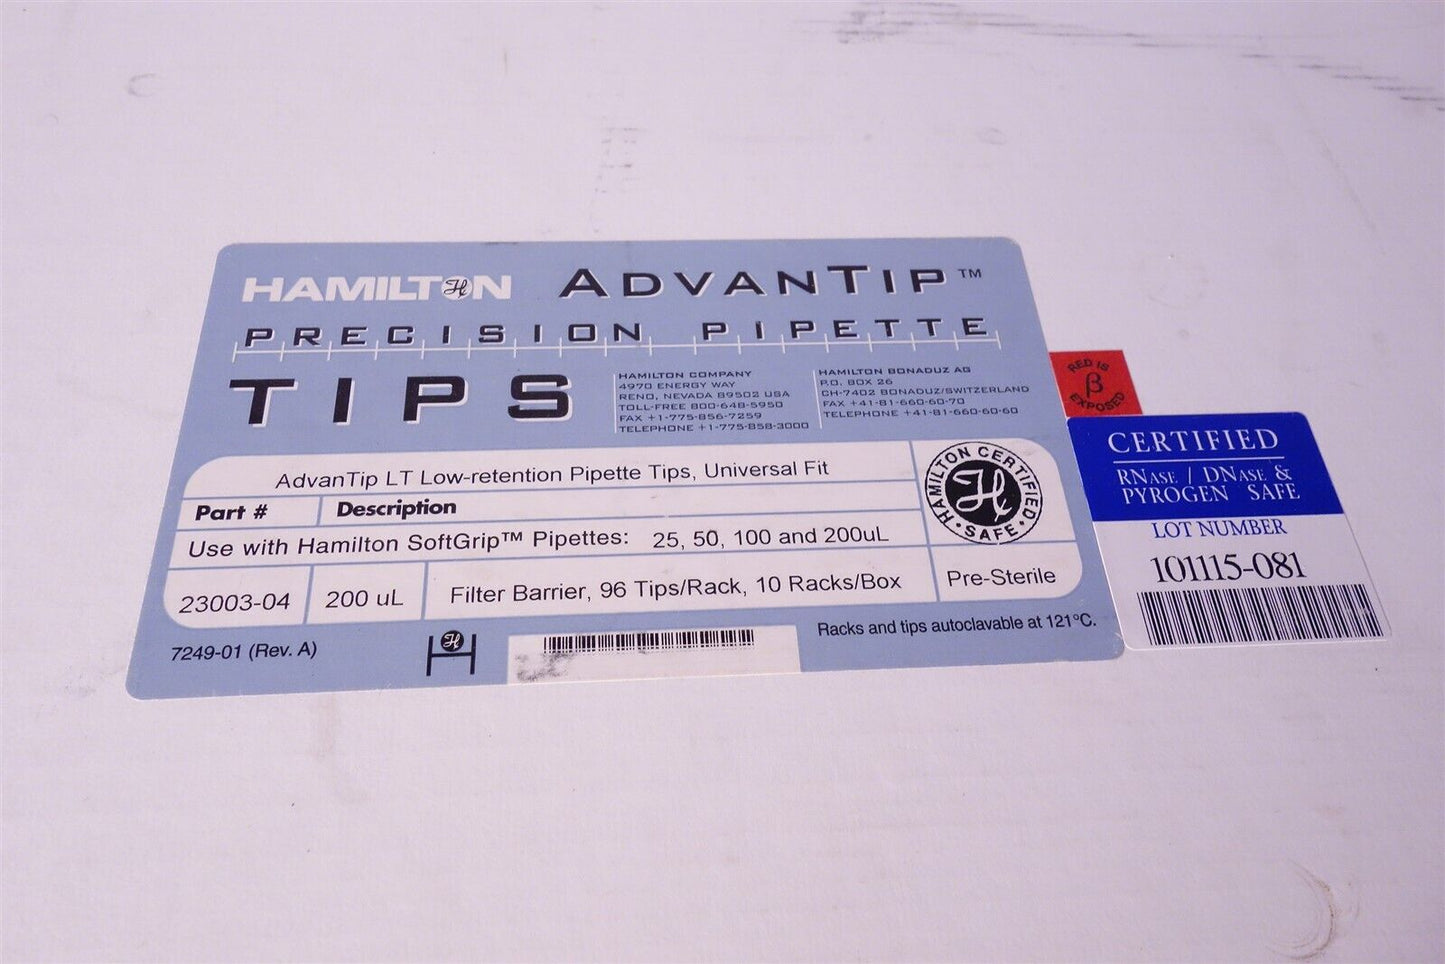 HAMILTON ADVANTIP™
PRECISION PIPETTE
TIPS
HAMILTON COMPANY
4970 ENERGY WAY
RENO, NEVADA 89502 USA
TOLL-FREE 800-648-5950
FAX +1-775-856-7259
TELEPHONE +1-775-858-3000
HAMILTON BONADUZ AG
P.O. BOX 26
CH-7402 BONADUZ/SWITZERLAND
FAX +41-81-660-60-70
TELEPHONE +41-81-660-60-60
AdvanTip LT Low-retention Pipette Tips, Universal Fit
Part # Description
Use with Hamilton SoftGrip™ Pipettes: 25, 50, 100 and 200uL
23003-04 200 uL Filter Barrier, 96 Tips/Rack, 10 Racks/Box Pre-Sterile
HAMILTON CERTIFIED
• SAFE •
7249-01 (Rev. A)
Racks and tips autoclavable at 121°C.
RED IS
β
EXPOSED
CERTIFIED
RNASE / DNASE &
PYROGEN SAFE
LOT NUMBER
101115-081